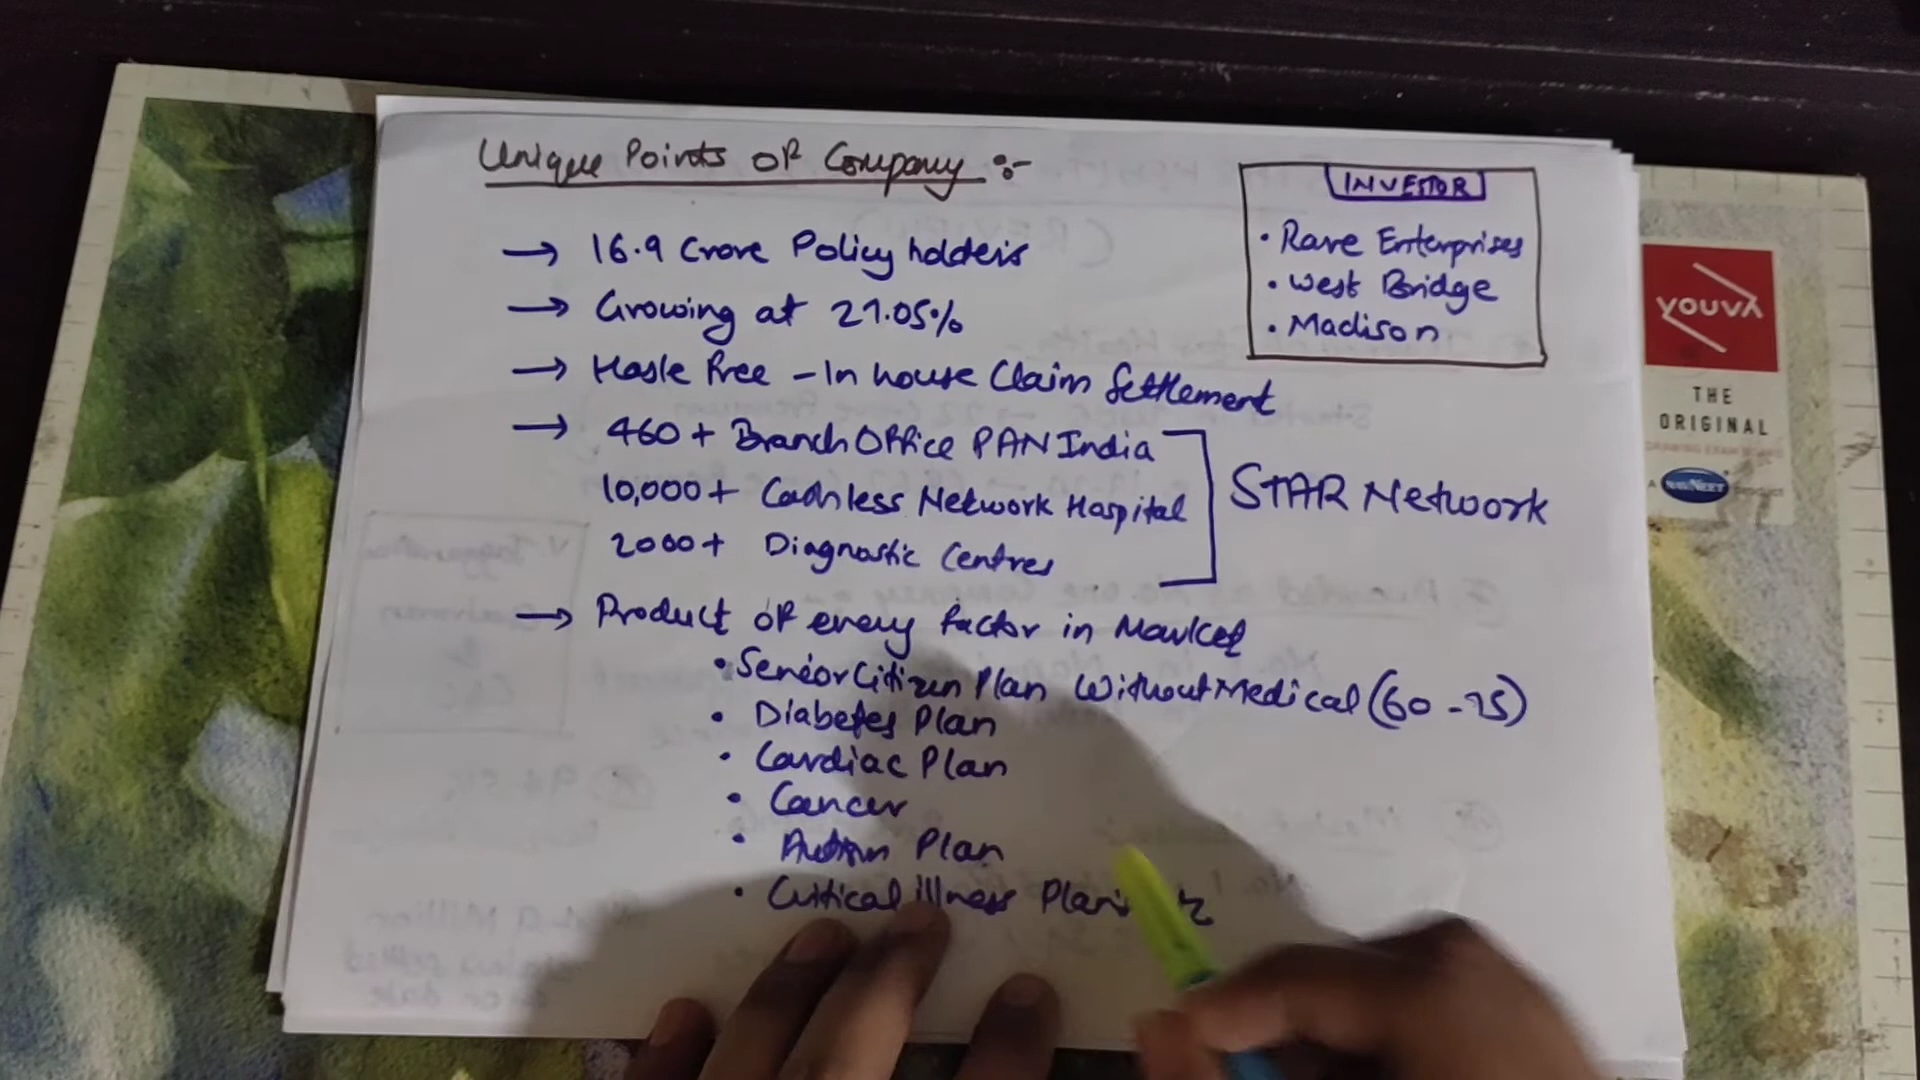 Unique Points OF Company :-
→ 16.9 Crore Policy holders
→ Growing at 27.05%
→ Hasle Free - In house Claim Settlement
→ 460+ Branch Office PAN India
10,000+ Cashless Network Hospital
2000+ Diagnostic Centres
STAR Network
→ Product of every factor in Market
• Senior Citizen Plan Without Medical (60-75)
• Diabetes Plan
• Cardiac Plan
• Cancer
• Autism Plan
• Critical illness Plan
INVESTOR
• Rare Enterprises
• West Bridge
• Madison
YOUVA
THE
ORIGINAL
NAVNEET